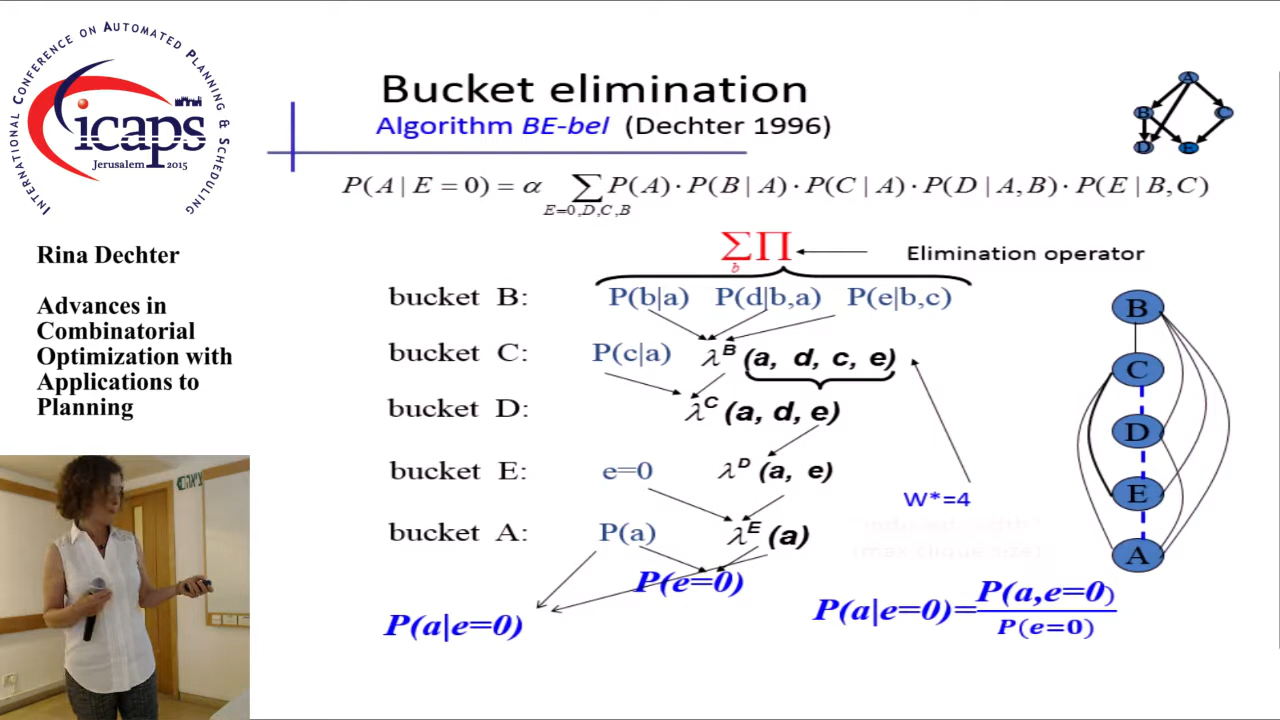 INTERNATIONAL CONFERENCE ON AUTOMATED PLANNING & SCHEDULING
icaps
Jerusalem 2015
Rina Dechter
Advances in
Combinatorial
Optimization with
Applications to
Planning
Bucket elimination
Algorithm BE-bel (Dechter 1996)
A
B C
D E
P(A | E = 0) = α ∑ P(A) · P(B | A) · P(C | A) · P(D | A, B) · P(E | B, C)
E=0,D,C,B
∑ ∏
b
Elimination operator
bucket B: P(b|a) P(d|b,a) P(e|b,c)
bucket C: P(c|a) λ^B (a, d, c, e)
bucket D: λ^C (a, d, e)
bucket E: e=0 λ^D (a, e)
bucket A: P(a) λ^E (a)
W*=4
B
C
D
E
A
P(e=0)
P(a|e=0)
P(a|e=0)=
P(a,e=0)
P(e=0)